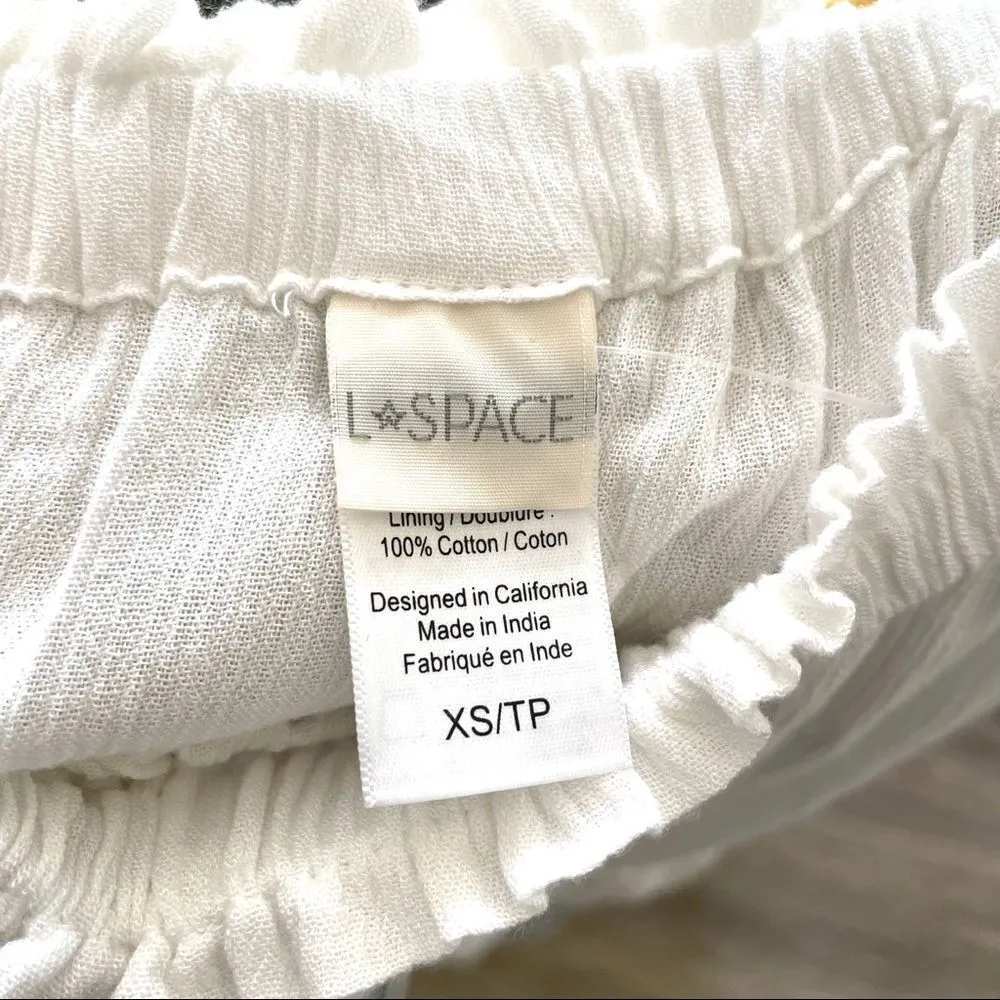 L☆SPACE
Lining / Doublure :
100% Cotton / Coton
Designed in California
Made in India
Fabriqué en Inde
XS/TP